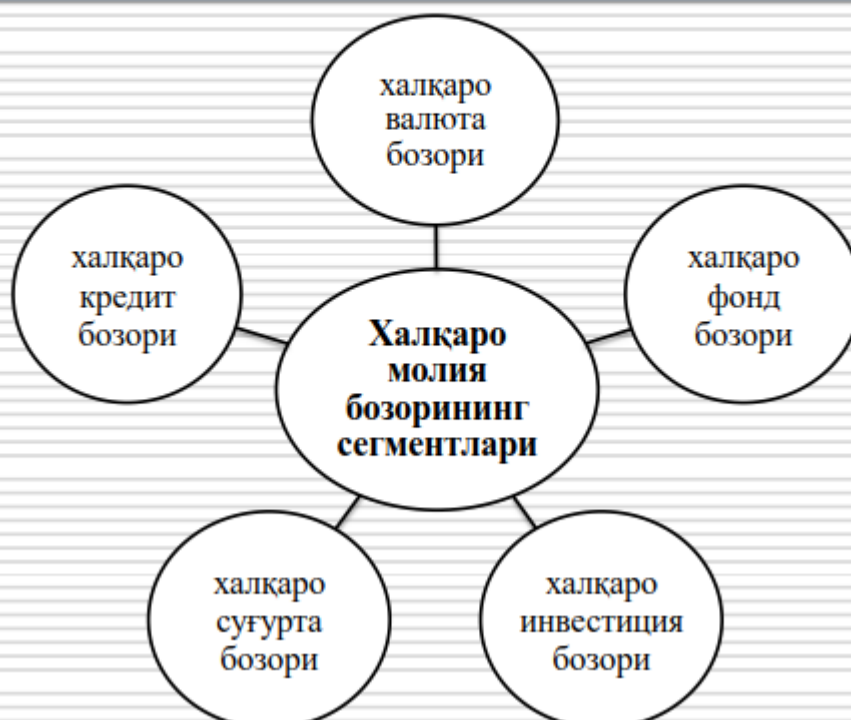 халқаро
валюта
бозори
халқаро
кредит
бозори
халқаро
фонд
бозори
Халқаро
молия
бозорининг
сегментлари
халқаро
суғурта
бозори
халқаро
инвестиция
бозори